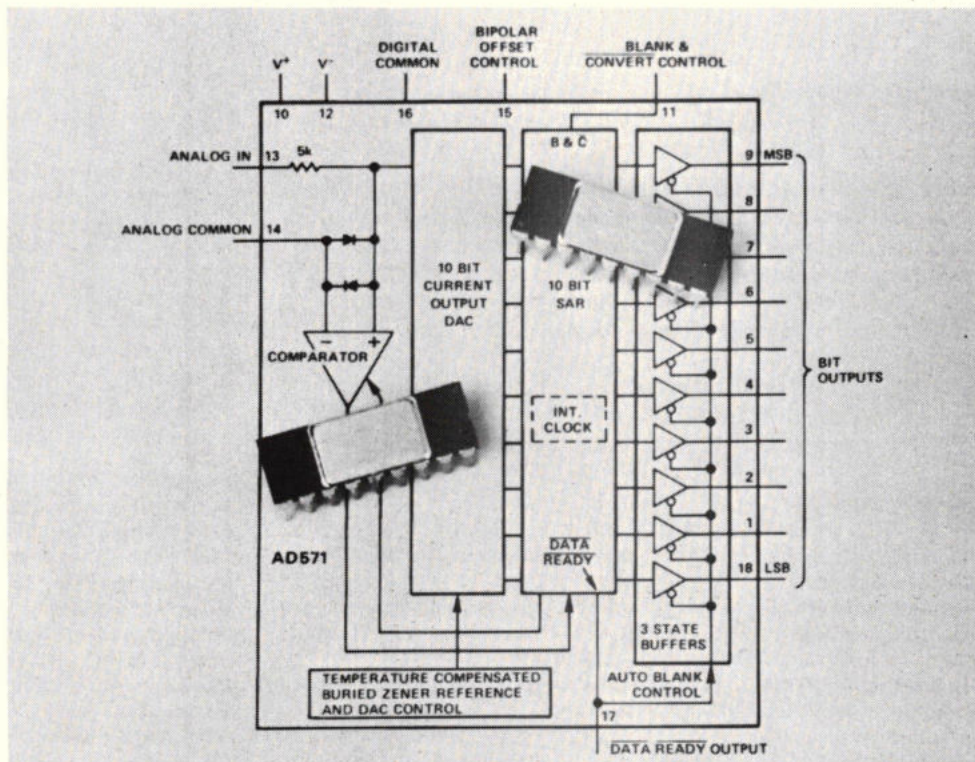 V+
V-
DIGITAL
COMMON
BIPOLAR
OFFSET
CONTROL
BLANK &
CONVERT CONTROL
10
12
16
15
11
ANALOG IN
13
5k
B & C̅
9
MSB
8
ANALOG COMMON
14
7
10 BIT
CURRENT
OUTPUT
DAC
10 BIT
SAR
6
–
+
COMPARATOR
5
BIT
OUTPUTS
4
INT.
CLOCK
3
2
1
AD571
DATA
READY
18
LSB
3 STATE
BUFFERS
TEMPERATURE COMPENSATED
BURIED ZENER REFERENCE
AND DAC CONTROL
AUTO BLANK
CONTROL
17
DATA READY OUTPUT